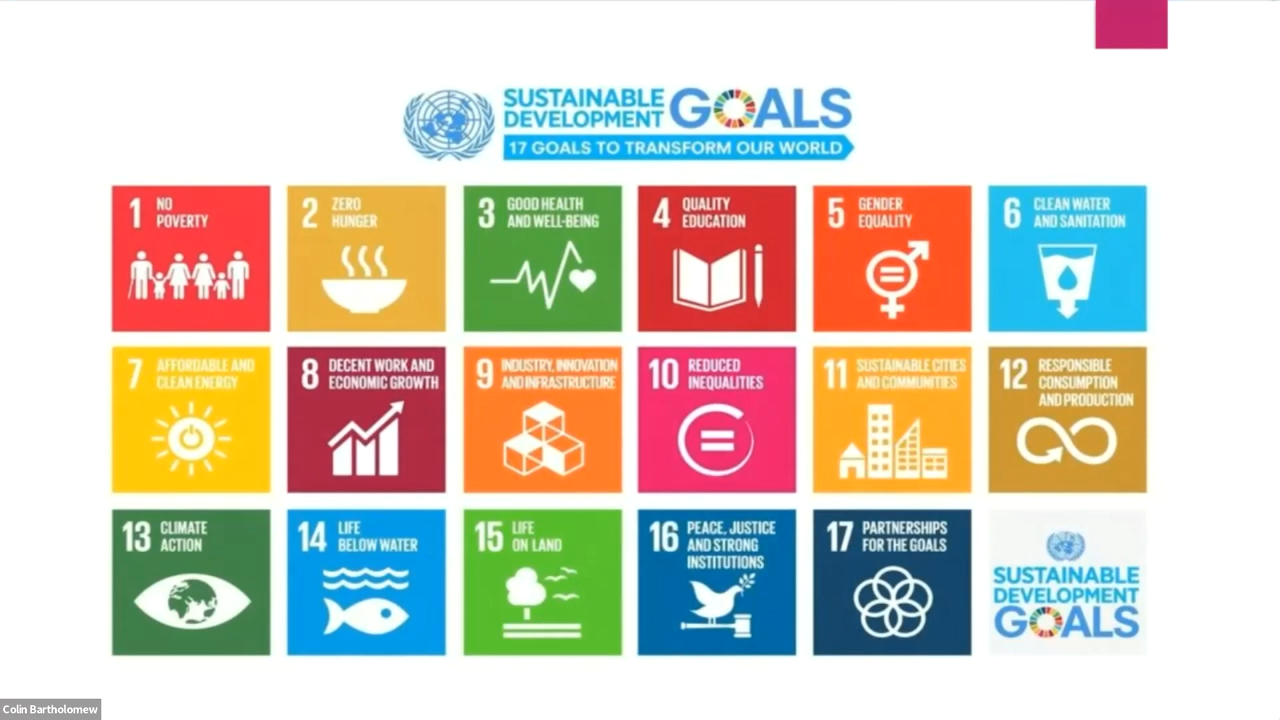 SUSTAINABLE
DEVELOPMENT
GOALS
17 GOALS TO TRANSFORM OUR WORLD
1 NO
POVERTY
2 ZERO
HUNGER
3 GOOD HEALTH
AND WELL-BEING
4 QUALITY
EDUCATION
5 GENDER
EQUALITY
6 CLEAN WATER
AND SANITATION
7 AFFORDABLE AND
CLEAN ENERGY
8 DECENT WORK AND
ECONOMIC GROWTH
9 INDUSTRY, INNOVATION
AND INFRASTRUCTURE
10 REDUCED
INEQUALITIES
11 SUSTAINABLE CITIES
AND COMMUNITIES
12 RESPONSIBLE
CONSUMPTION
AND PRODUCTION
13 CLIMATE
ACTION
14 LIFE
BELOW WATER
15 LIFE
ON LAND
16 PEACE, JUSTICE
AND STRONG
INSTITUTIONS
17 PARTNERSHIPS
FOR THE GOALS
SUSTAINABLE
DEVELOPMENT
GOALS
Colin Bartholomew